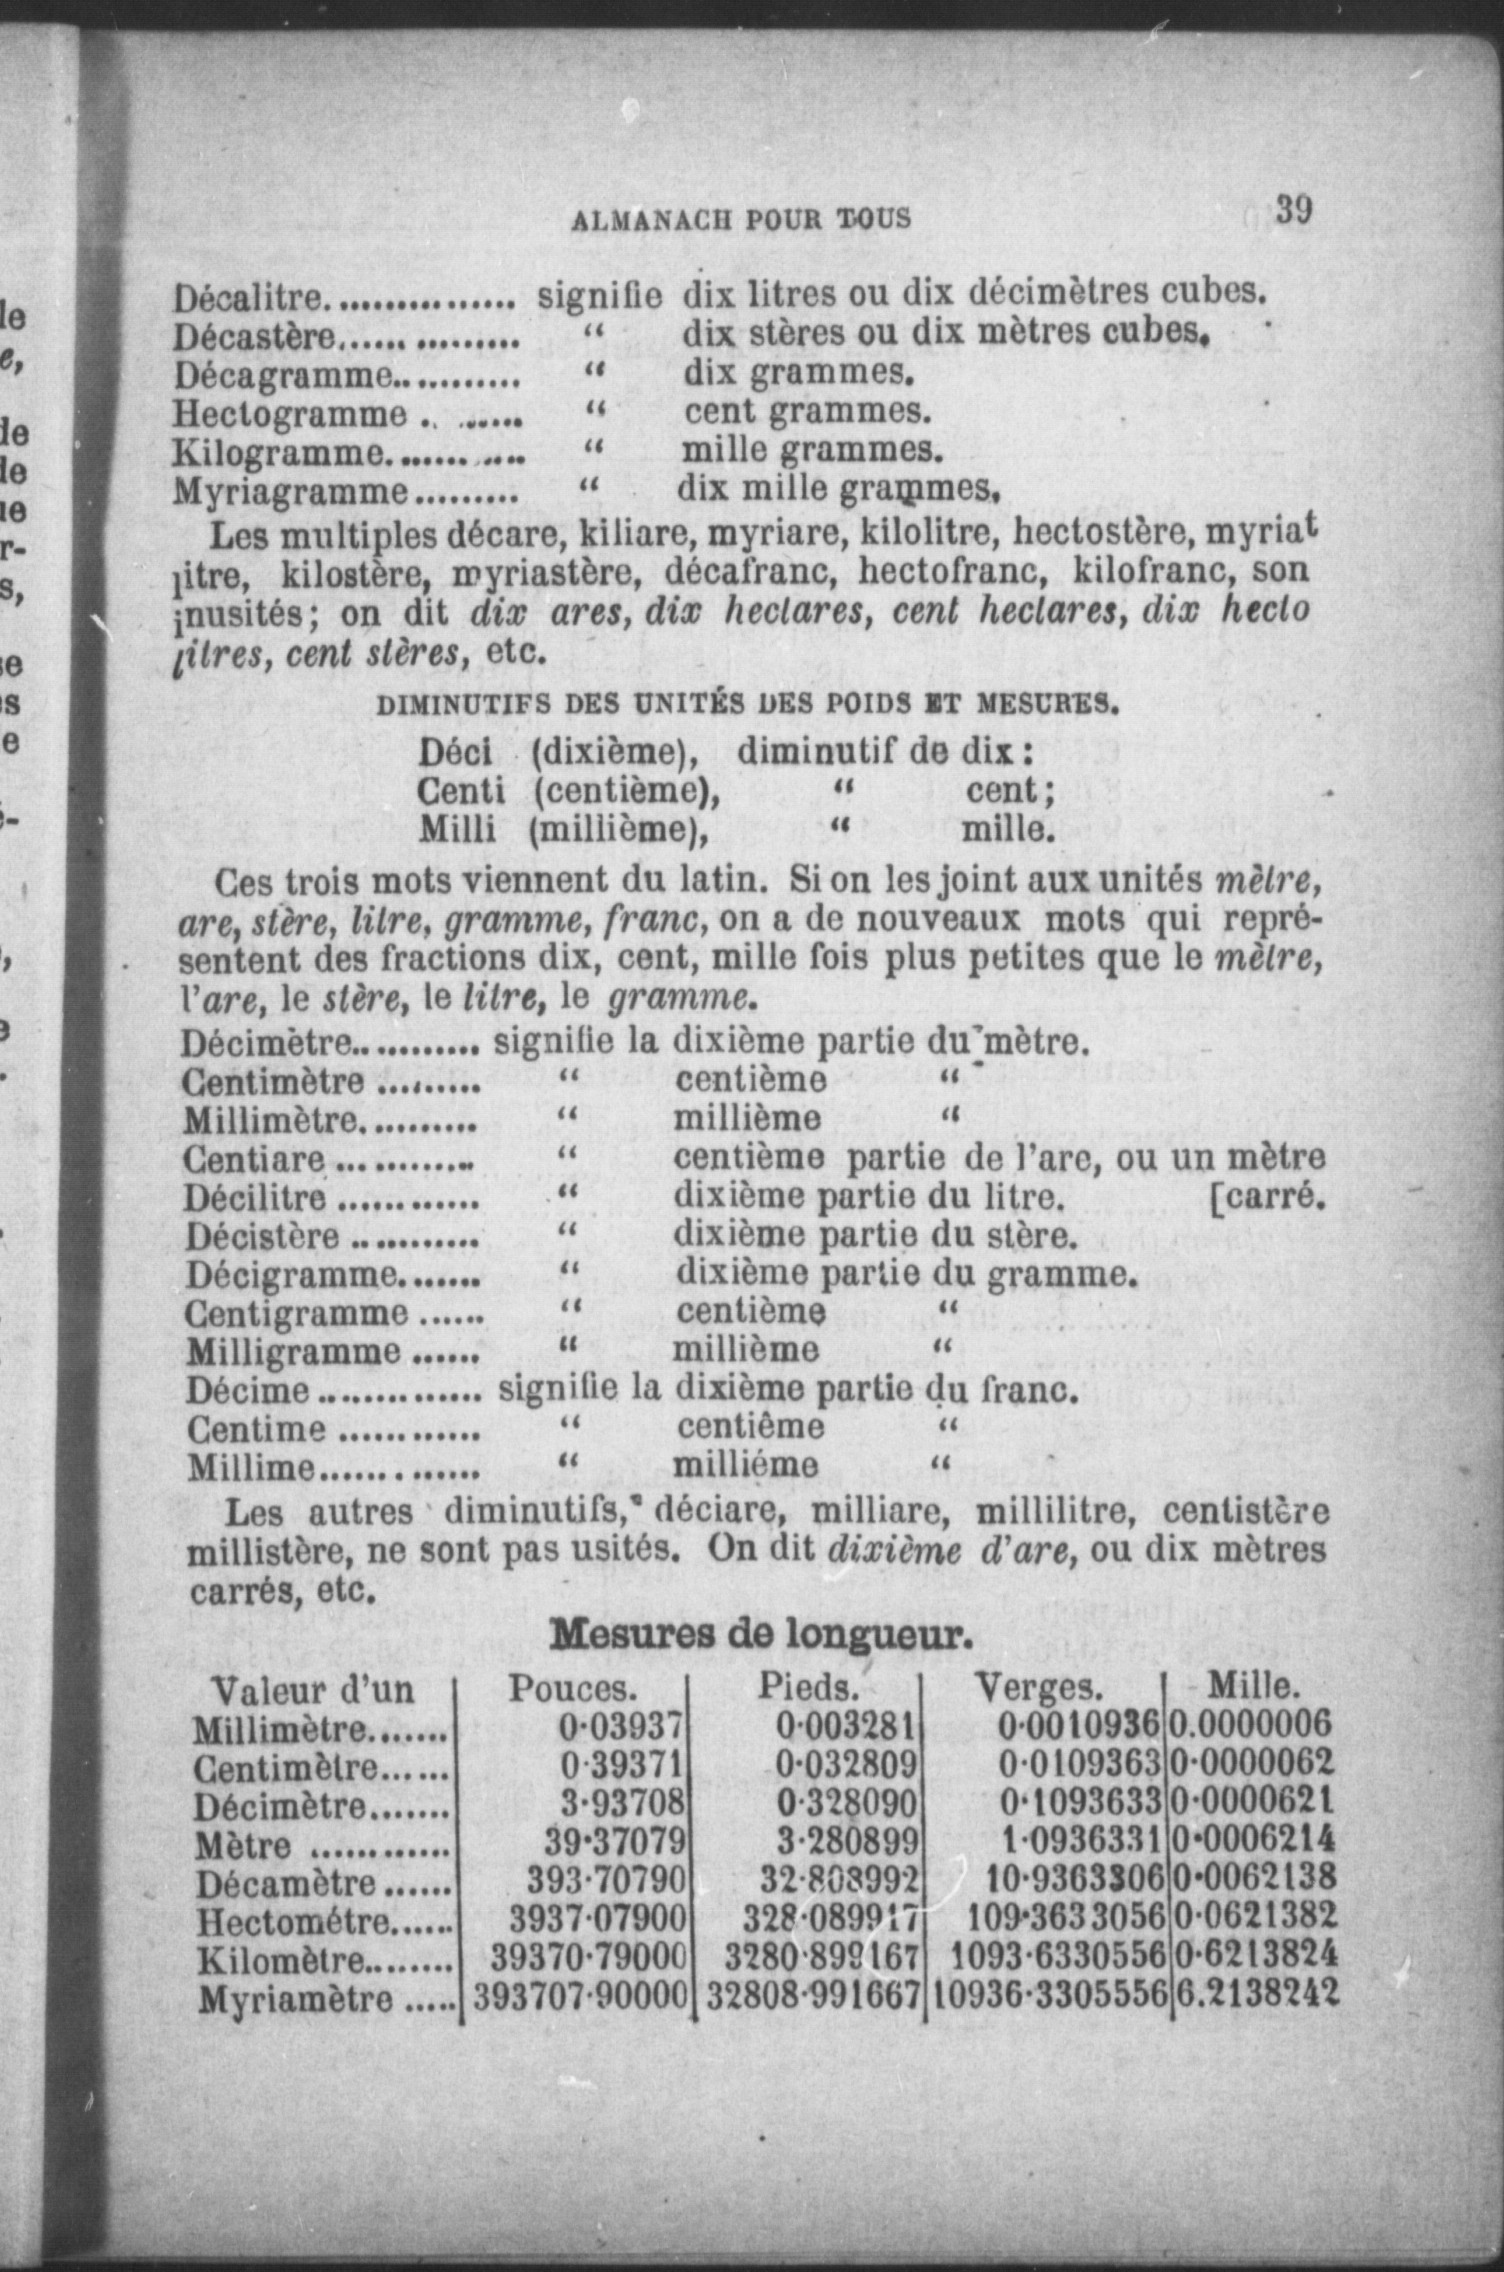 ALMANACH POUR TOUS 39
Décalitre................ signifie dix litres ou dix décimètres cubes.
Décastère............... “ dix stères ou dix mètres cubes.
Décagramme........... “ dix grammes.
Hectogramme .. ...... “ cent grammes.
Kilogramme........... “ mille grammes.
Myriagramme......... “ dix mille grammes.
Les multiples décare, kiliare, myriare, kilolitre, hectostère, myriat
litre, kilostère, myriastère, décafranc, hectofranc, kilofranc, son
inusités; on dit dix ares, dix hectares, cent hectares, dix hecto
litres, cent stères, etc.
DIMINUTIFS DES UNITÉS DES POIDS ET MESURES.
Déci (dixième), diminutif de dix :
Centi (centième), “ cent ;
Milli (millième), “ mille.
Ces trois mots viennent du latin. Si on les joint aux unités mètre,
are, stère, litre, gramme, franc, on a de nouveaux mots qui repré-
sentent des fractions dix, cent, mille fois plus petites que le mètre,
l’are, le stère, le litre, le gramme.
Décimètre........... signifie la dixième partie du mètre.
Centimètre ......... “ centième “
Millimètre.......... “ millième “
Centiare ............ “ centième partie de l’are, ou un mètre
Décilitre ............ “ dixième partie du litre. [carré.
Décistère ........... “ dixième partie du stère.
Décigramme....... “ dixième partie du gramme.
Centigramme ...... “ centième “
Milligramme ...... “ millième “
Décime .............. signifie la dixième partie du franc.
Centime ............ “ centiême “
Millime.............. “ milliéme “
Les autres diminutifs, déciare, milliare, millilitre, centistère
millistère, ne sont pas usités. On dit dixième d’are, ou dix mètres
carrés, etc.
Mesures de longueur.
Valeur d’un Pouces. Pieds. Verges. Mille.
Millimètre....... 0·03937 0·003281 0·0010936 0.0000006
Centimètre...... 0·39371 0·032809 0·0109363 0·0000062
Décimètre....... 3·93708 0·328090 0·1093633 0·0000621
Mètre ............ 39·37079 3·280899 1·0936331 0·0006214
Décamètre ...... 393·70790 32·808992 10·9363306 0·0062138
Hectométre...... 3937·07900 328·089917 109·3633056 0·0621382
Kilomètre........ 39370·79000 3280·899167 1093·6330556 0·6213824
Myriamètre ..... 393707·90000 32808·991667 10936·3305556 6.2138242